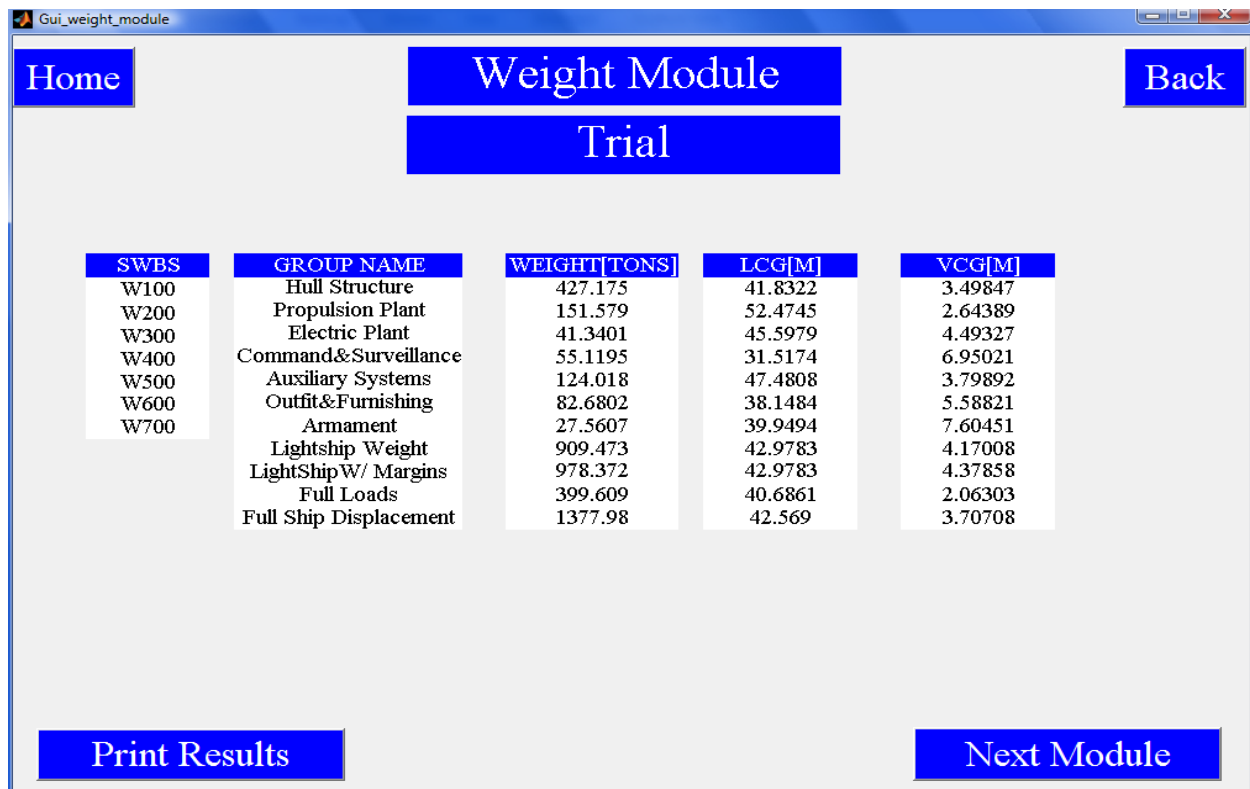 Gui_weight_module
Home Weight Module Back
Trial
SWBS GROUP NAME WEIGHT[TONS] LCG[M] VCG[M]
W100 Hull Structure 427.175 41.8322 3.49847
W200 Propulsion Plant 151.579 52.4745 2.64389
W300 Electric Plant 41.3401 45.5979 4.49327
W400 Command&Surveillance 55.1195 31.5174 6.95021
W500 Auxiliary Systems 124.018 47.4808 3.79892
W600 Outfit&Furnishing 82.6802 38.1484 5.58821
W700 Armament 27.5607 39.9494 7.60451
Lightship Weight 909.473 42.9783 4.17008
LightShipW/ Margins 978.372 42.9783 4.37858
Full Loads 399.609 40.6861 2.06303
Full Ship Displacement 1377.98 42.569 3.70708
Print Results Next Module